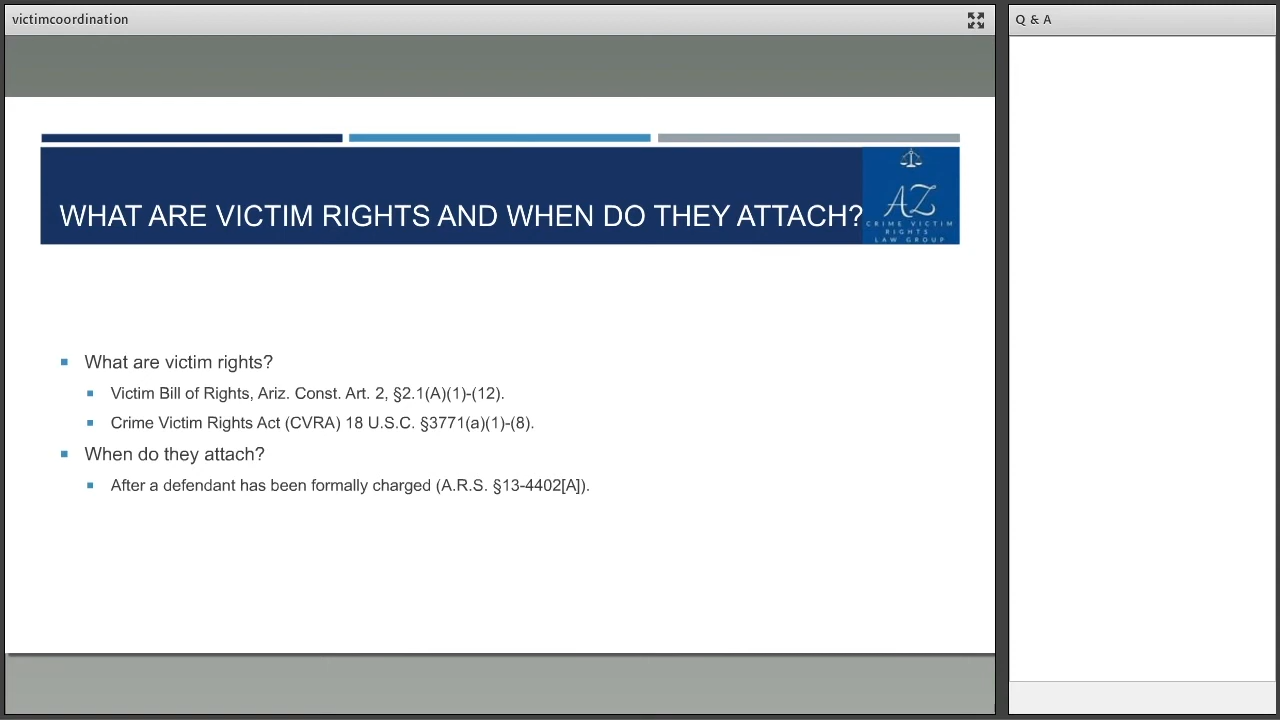 victimcoordination
Q & A
WHAT ARE VICTIM RIGHTS AND WHEN DO THEY ATTACH?
AZ
CRIME VICTIM
RIGHTS
LAW GROUP
What are victim rights?
Victim Bill of Rights, Ariz. Const. Art. 2, §2.1(A)(1)-(12).
Crime Victim Rights Act (CVRA) 18 U.S.C. §3771(a)(1)-(8).
When do they attach?
After a defendant has been formally charged (A.R.S. §13-4402[A]).